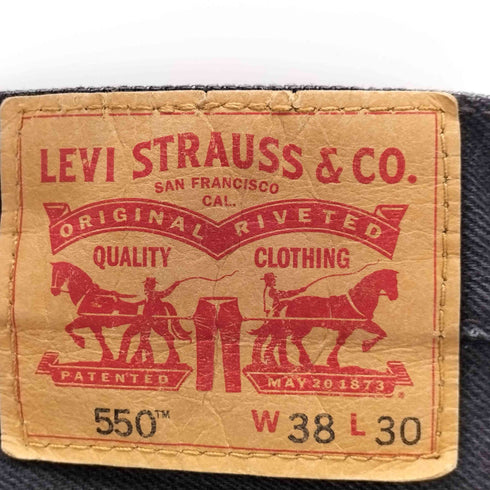 LEVI STRAUSS & CO.
SAN FRANCISCO
CAL.
ORIGINAL RIVETED
QUALITY CLOTHING
PATENTED MAY 20 1873
®
550™ W 38 L 30